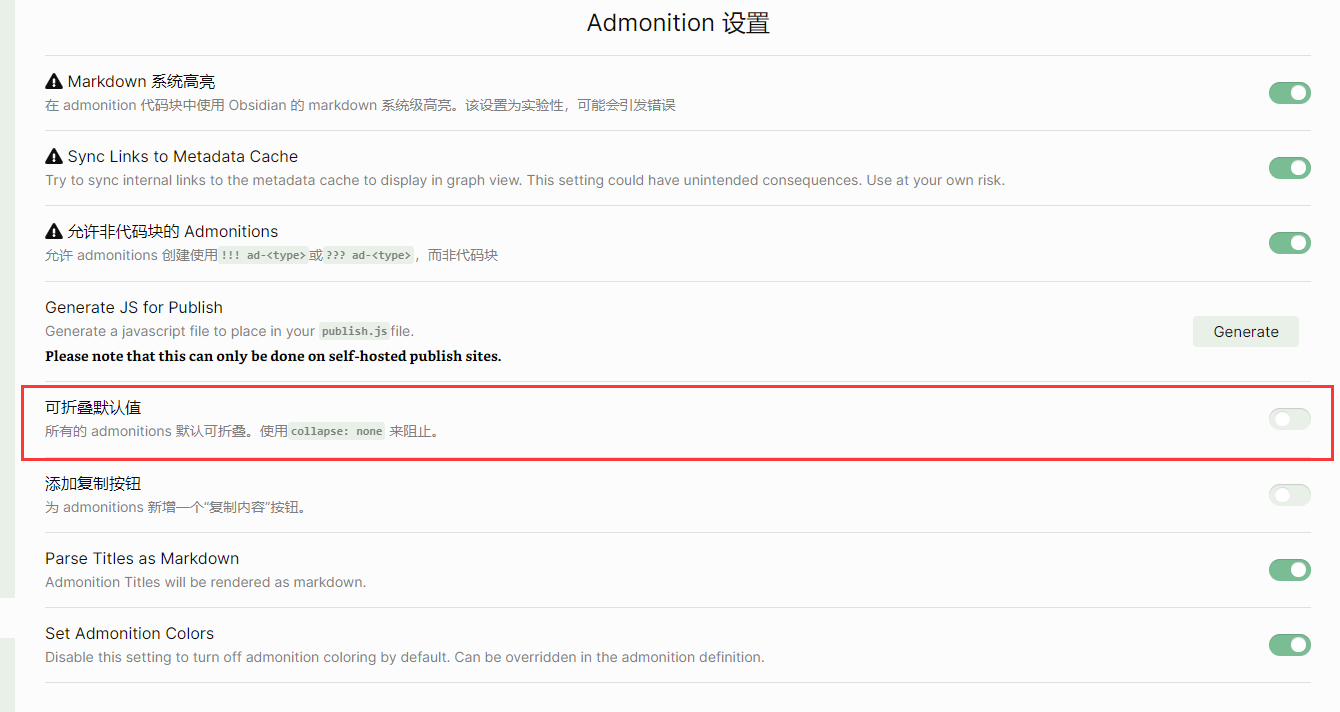 Admonition 设置
Markdown 系统高亮
在 admonition 代码块中使用 Obsidian 的 markdown 系统级高亮。该设置为实验性，可能会引发错误
Sync Links to Metadata Cache
Try to sync internal links to the metadata cache to display in graph view. This setting could have unintended consequences. Use at your own risk.
允许非代码块的 Admonitions
允许 admonitions 创建使用 !!! ad-<type> 或 ??? ad-<type> ，而非代码块
Generate JS for Publish
Generate a javascript file to place in your publish.js file.
Generate
Please note that this can only be done on self-hosted publish sites.
可折叠默认值
所有的 admonitions 默认可折叠。使用 collapse: none 来阻止。
添加复制按钮
为 admonitions 新增一个“复制内容”按钮。
Parse Titles as Markdown
Admonition Titles will be rendered as markdown.
Set Admonition Colors
Disable this setting to turn off admonition coloring by default. Can be overridden in the admonition definition.